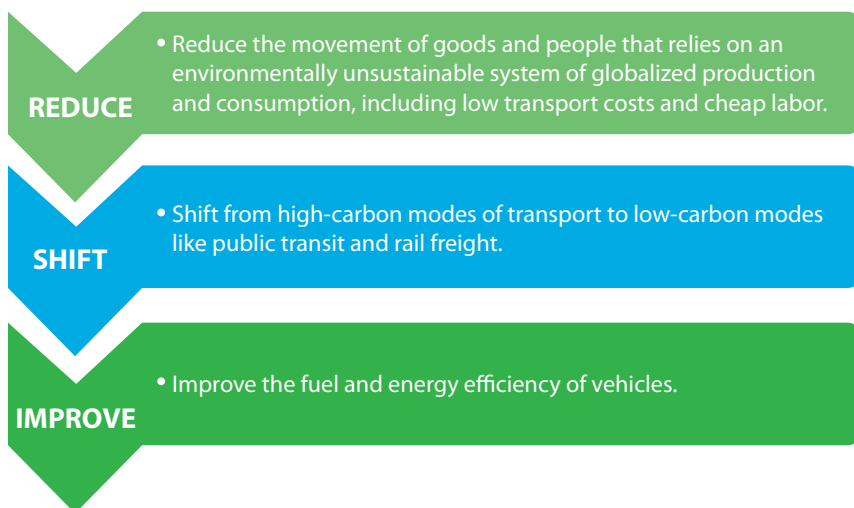 REDUCE
• Reduce the movement of goods and people that relies on an
environmentally unsustainable system of globalized production
and consumption, including low transport costs and cheap labor.
SHIFT
• Shift from high-carbon modes of transport to low-carbon modes
like public transit and rail freight.
IMPROVE
• Improve the fuel and energy efficiency of vehicles.